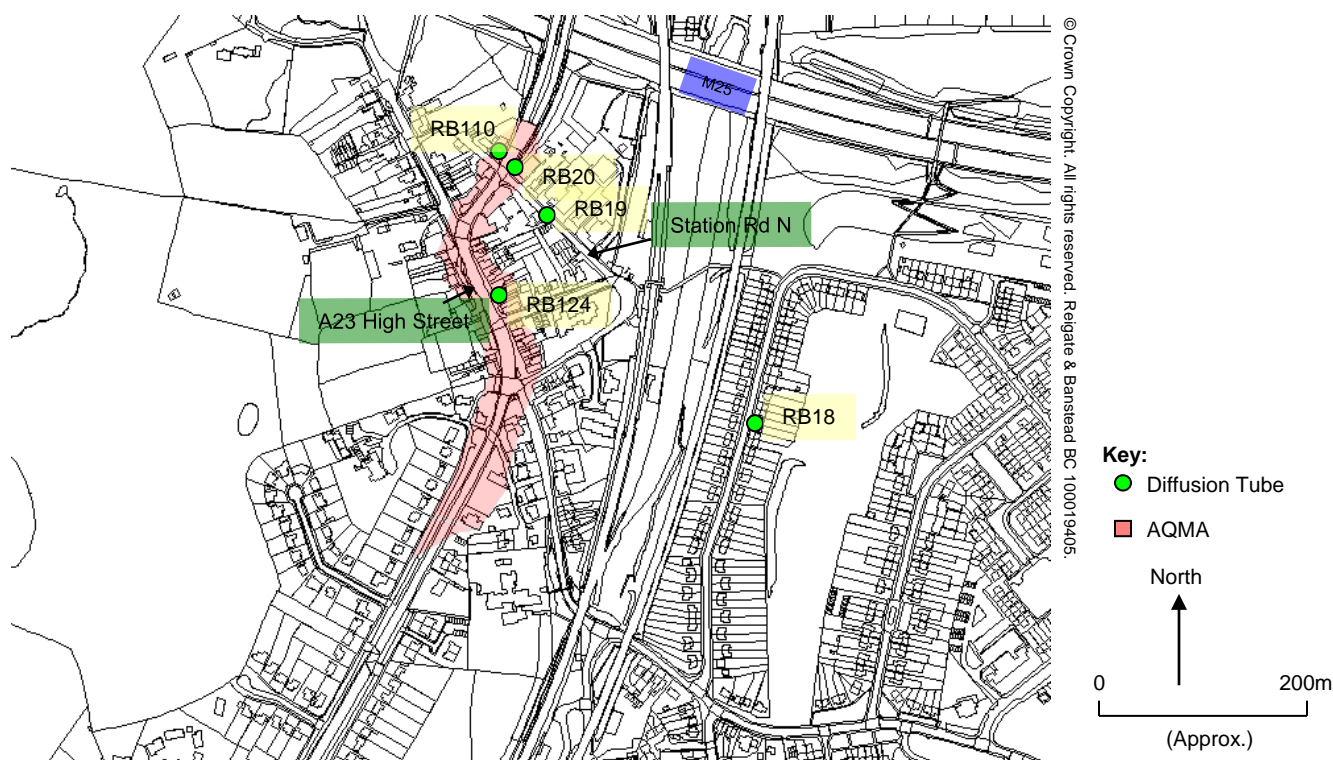 M25
RB110
RB20
RB19
Station Rd N
RB124
A23 High Street
RB18
© Crown Copyright. All rights reserved. Reigate & Banstead BC 100019405.
Key:
Diffusion Tube
AQMA
North
0 200m
(Approx.)